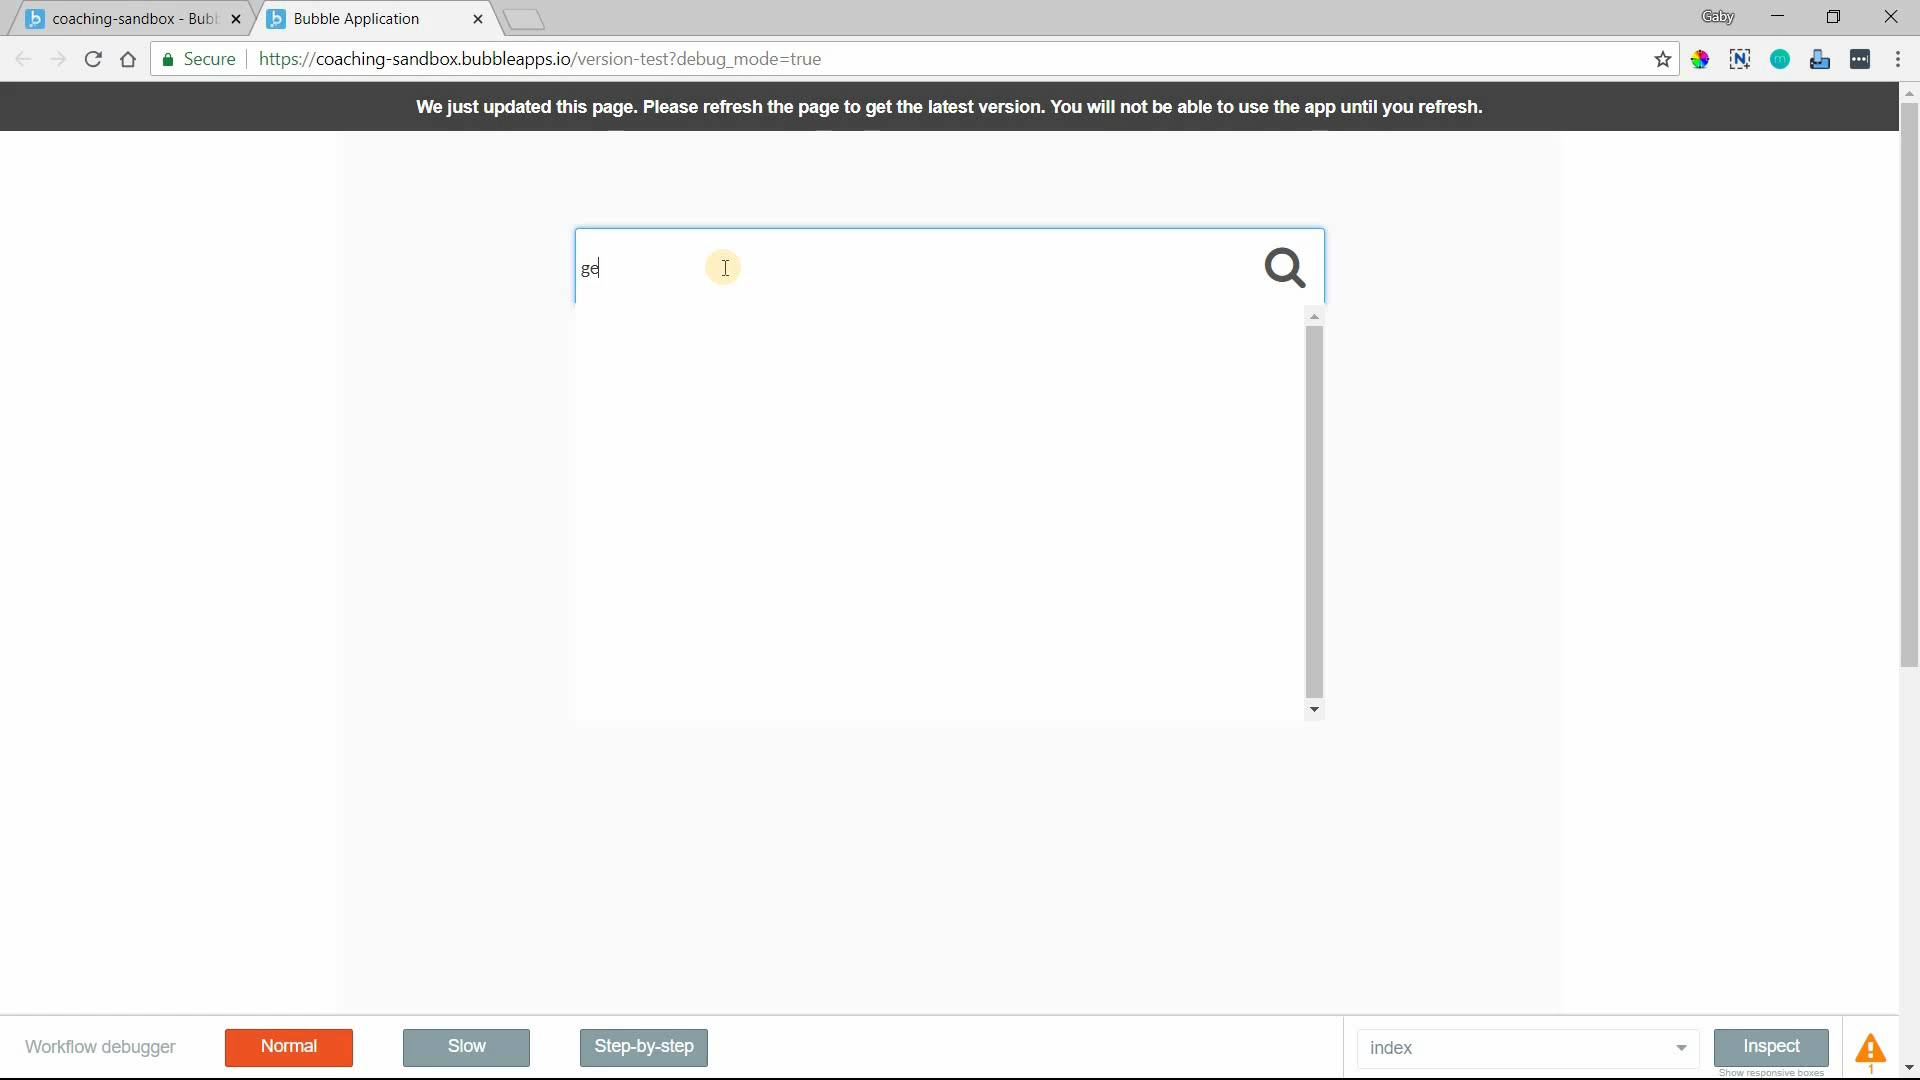 coaching-sandbox - Bubb
Bubble Application
Gaby
Secure
https://coaching-sandbox.bubbleapps.io/version-test?debug_mode=true
We just updated this page. Please refresh the page to get the latest version. You will not be able to use the app until you refresh.
ge
Workflow debugger
Normal
Slow
Step-by-step
index
Inspect
Show responsive boxes
1